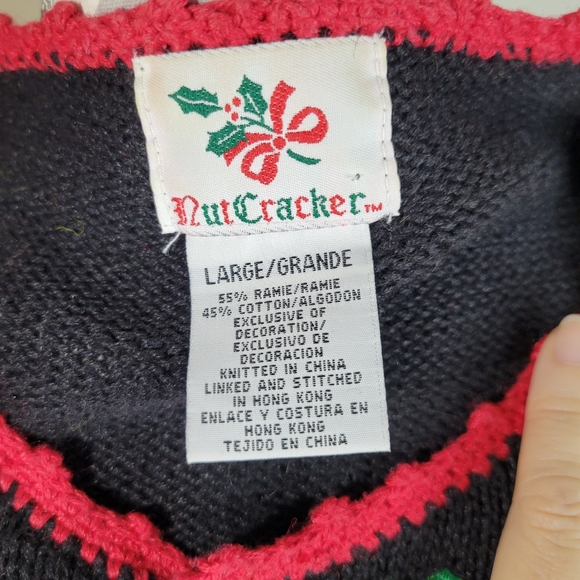 NutCracker™
LARGE/GRANDE
55% RAMIE/RAMIE
45% COTTON/ALGODON
EXCLUSIVE OF
DECORATION/
EXCLUSIVO DE
DECORACION
KNITTED IN CHINA
LINKED AND STITCHED
IN HONG KONG
ENLACE Y COSTURA EN
HONG KONG
TEJIDO EN CHINA